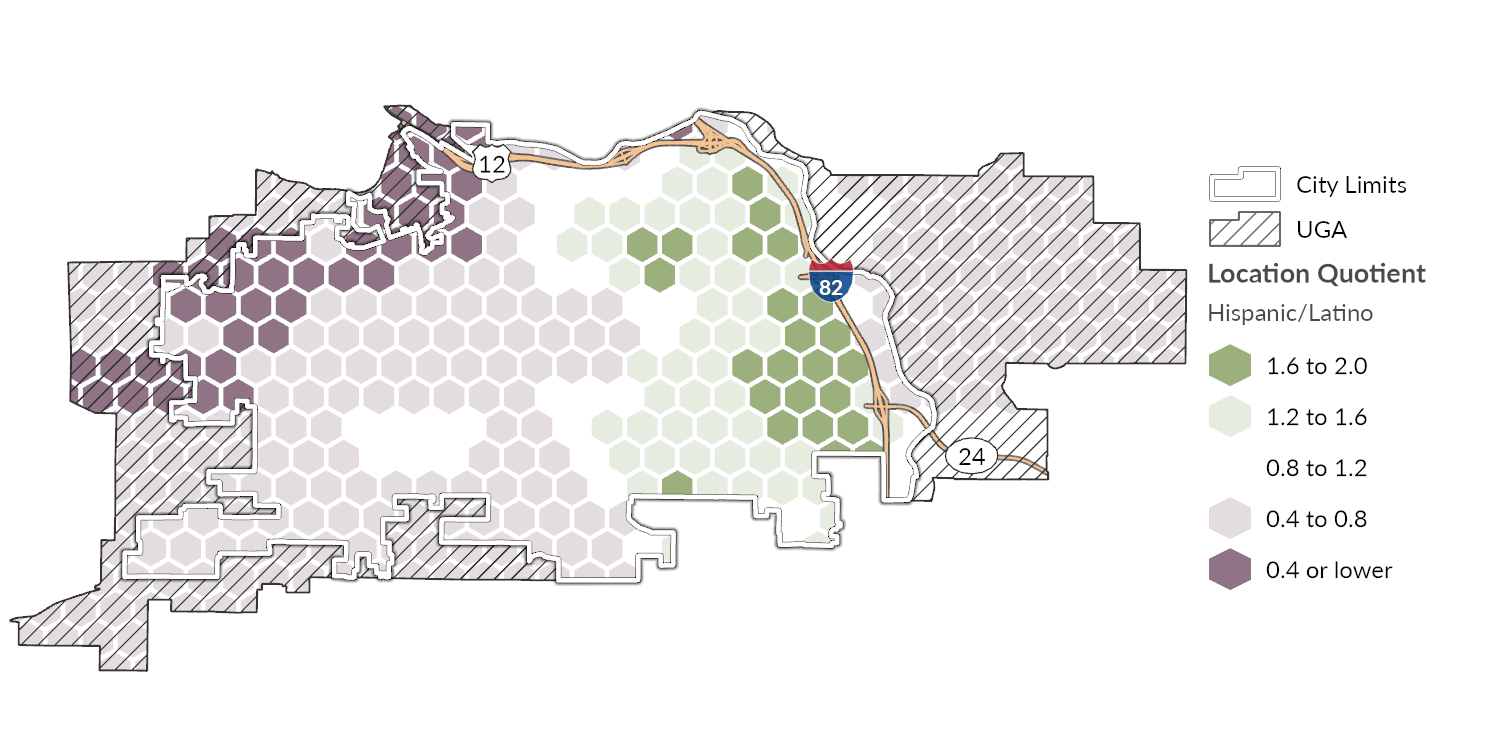 12
82
24
City Limits
UGA
Location Quotient
Hispanic/Latino
1.6 to 2.0
1.2 to 1.6
0.8 to 1.2
0.4 to 0.8
0.4 or lower